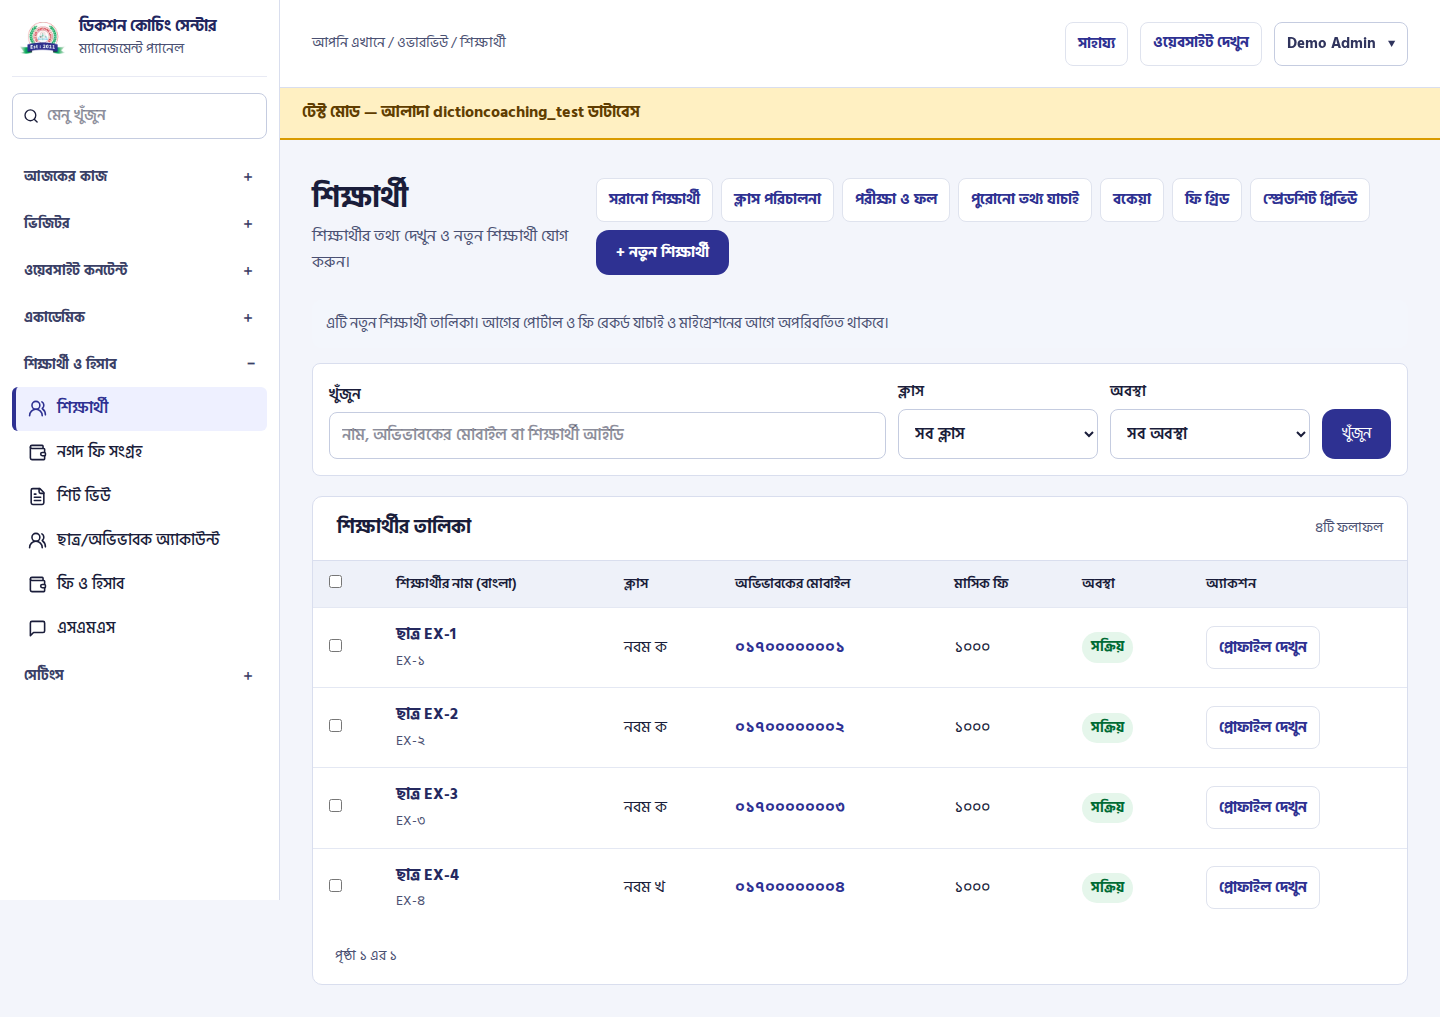 ডিকশন কোচিং সেন্টার
ম্যানেজমেন্ট প্যানেল
Est : 2011
মেনু খুঁজুন
আজকের কাজ +
ভিজিটর +
ওয়েবসাইট কনটেন্ট +
একাডেমিক +
শিক্ষার্থী ও হিসাব −
শিক্ষার্থী
নগদ ফি সংগ্রহ
শিট ভিউ
ছাত্র/অভিভাবক অ্যাকাউন্ট
ফি ও হিসাব
এসএমএস
সেটিংস +
আপনি এখানে / ওভারভিউ / শিক্ষার্থী
সাহায্য ওয়েবসাইট দেখুন Demo Admin ▾
টেস্ট মোড — আলাদা dictioncoaching_test ডাটাবেস
শিক্ষার্থী
শিক্ষার্থীর তথ্য দেখুন ও নতুন শিক্ষার্থী যোগ
করুন।
সরানো শিক্ষার্থী ক্লাস পরিচালনা পরীক্ষা ও ফল পুরোনো তথ্য যাচাই বকেয়া ফি গ্রিড স্প্রেডশিট প্রিভিউ
+ নতুন শিক্ষার্থী
এটি নতুন শিক্ষার্থী তালিকা। আগের পোর্টাল ও ফি রেকর্ড যাচাই ও মাইগ্রেশনের আগে অপরিবর্তিত থাকবে।
খুঁজুন ক্লাস অবস্থা
নাম, অভিভাবকের মোবাইল বা শিক্ষার্থী আইডি সব ক্লাস সব অবস্থা খুঁজুন
শিক্ষার্থীর তালিকা ৪টি ফলাফল
শিক্ষার্থীর নাম (বাংলা) ক্লাস অভিভাবকের মোবাইল মাসিক ফি অবস্থা অ্যাকশন
ছাত্র EX-1
EX-১ নবম ক ০১৭০০০০০০০১ ১০০০ সক্রিয় প্রোফাইল দেখুন
ছাত্র EX-2
EX-২ নবম ক ০১৭০০০০০০০২ ১০০০ সক্রিয় প্রোফাইল দেখুন
ছাত্র EX-3
EX-৩ নবম ক ০১৭০০০০০০০৩ ১০০০ সক্রিয় প্রোফাইল দেখুন
ছাত্র EX-4
EX-৪ নবম খ ০১৭০০০০০০০৪ ১০০০ সক্রিয় প্রোফাইল দেখুন
পৃষ্ঠা ১ এর ১